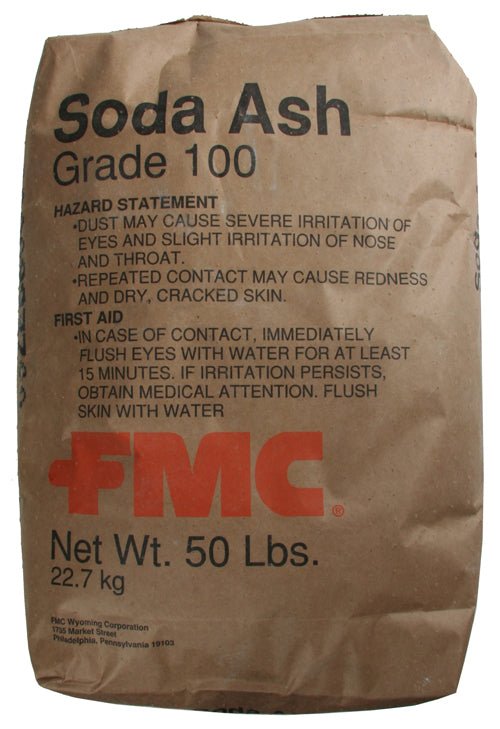 Soda Ash
Grade 100
HAZARD STATEMENT
•DUST MAY CAUSE SEVERE IRRITATION OF
EYES AND SLIGHT IRRITATION OF NOSE
AND THROAT.
•REPEATED CONTACT MAY CAUSE REDNESS
AND DRY, CRACKED SKIN.
FIRST AID
•IN CASE OF CONTACT, IMMEDIATELY
FLUSH EYES WITH WATER FOR AT LEAST
15 MINUTES. IF IRRITATION PERSISTS,
OBTAIN MEDICAL ATTENTION. FLUSH
SKIN WITH WATER
FMC®
Net Wt. 50 Lbs.
22.7 kg
FMC Wyoming Corporation
1735 Market Street
Philadelphia, Pennsylvania 19103